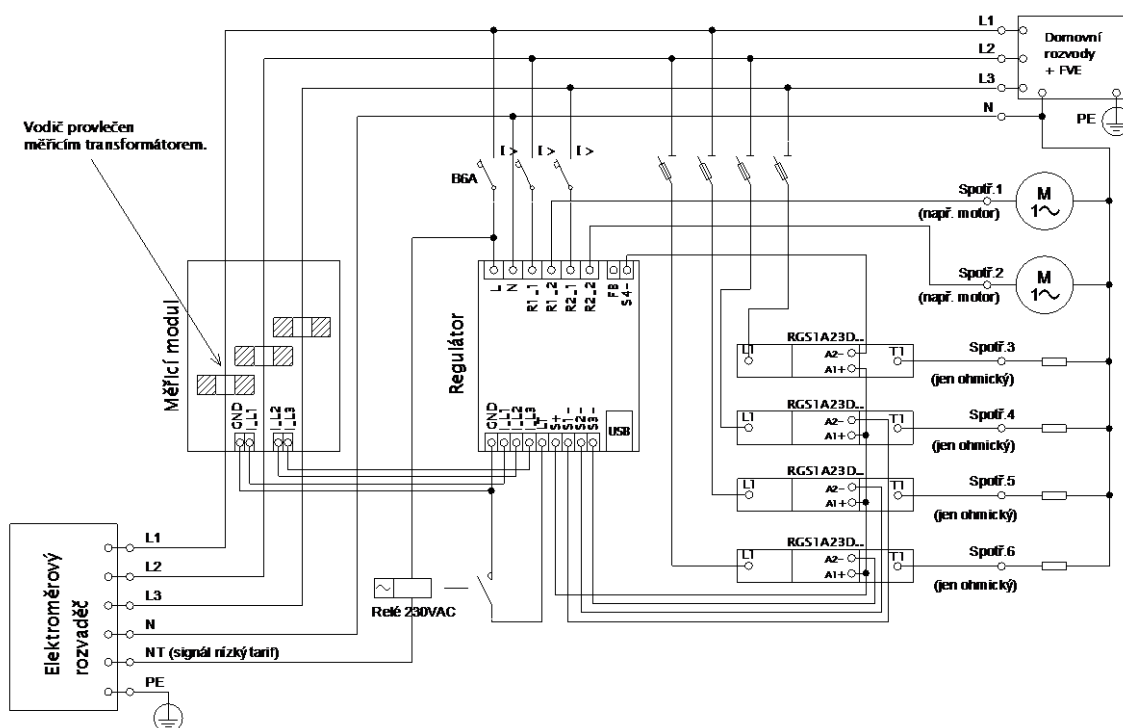 L1
L2
L3
N
Domovní
rozvody
+ FVE
PE
Vodič provlečen
měřicím transformátorem.
B6A
I >
I >
I >
Spotř.1
(např. motor)
M
1~
Spotř.2
(např. motor)
M
1~
Měřicí modul
GND
I_L1
I_L2
I_L3
Regulátor
L
N
R1_1
R1_2
R2_1
R2_2
FB
S4-
GND
I_L1
I_L2
I_L3
LT
S+
S1-
S2-
S3-
USB
RGS1A23D...
L1
A2-
A1+
T1
Spotř.3
(jen ohmický)
RGS1A23D...
L1
A2-
A1+
T1
Spotř.4
(jen ohmický)
RGS1A23D...
L1
A2-
A1+
T1
Spotř.5
(jen ohmický)
RGS1A23D...
L1
A2-
A1+
T1
Spotř.6
(jen ohmický)
Elektroměrový
rozvaděč
L1
L2
L3
N
NT (signál nízký tarif)
PE
~
Relé 230VAC